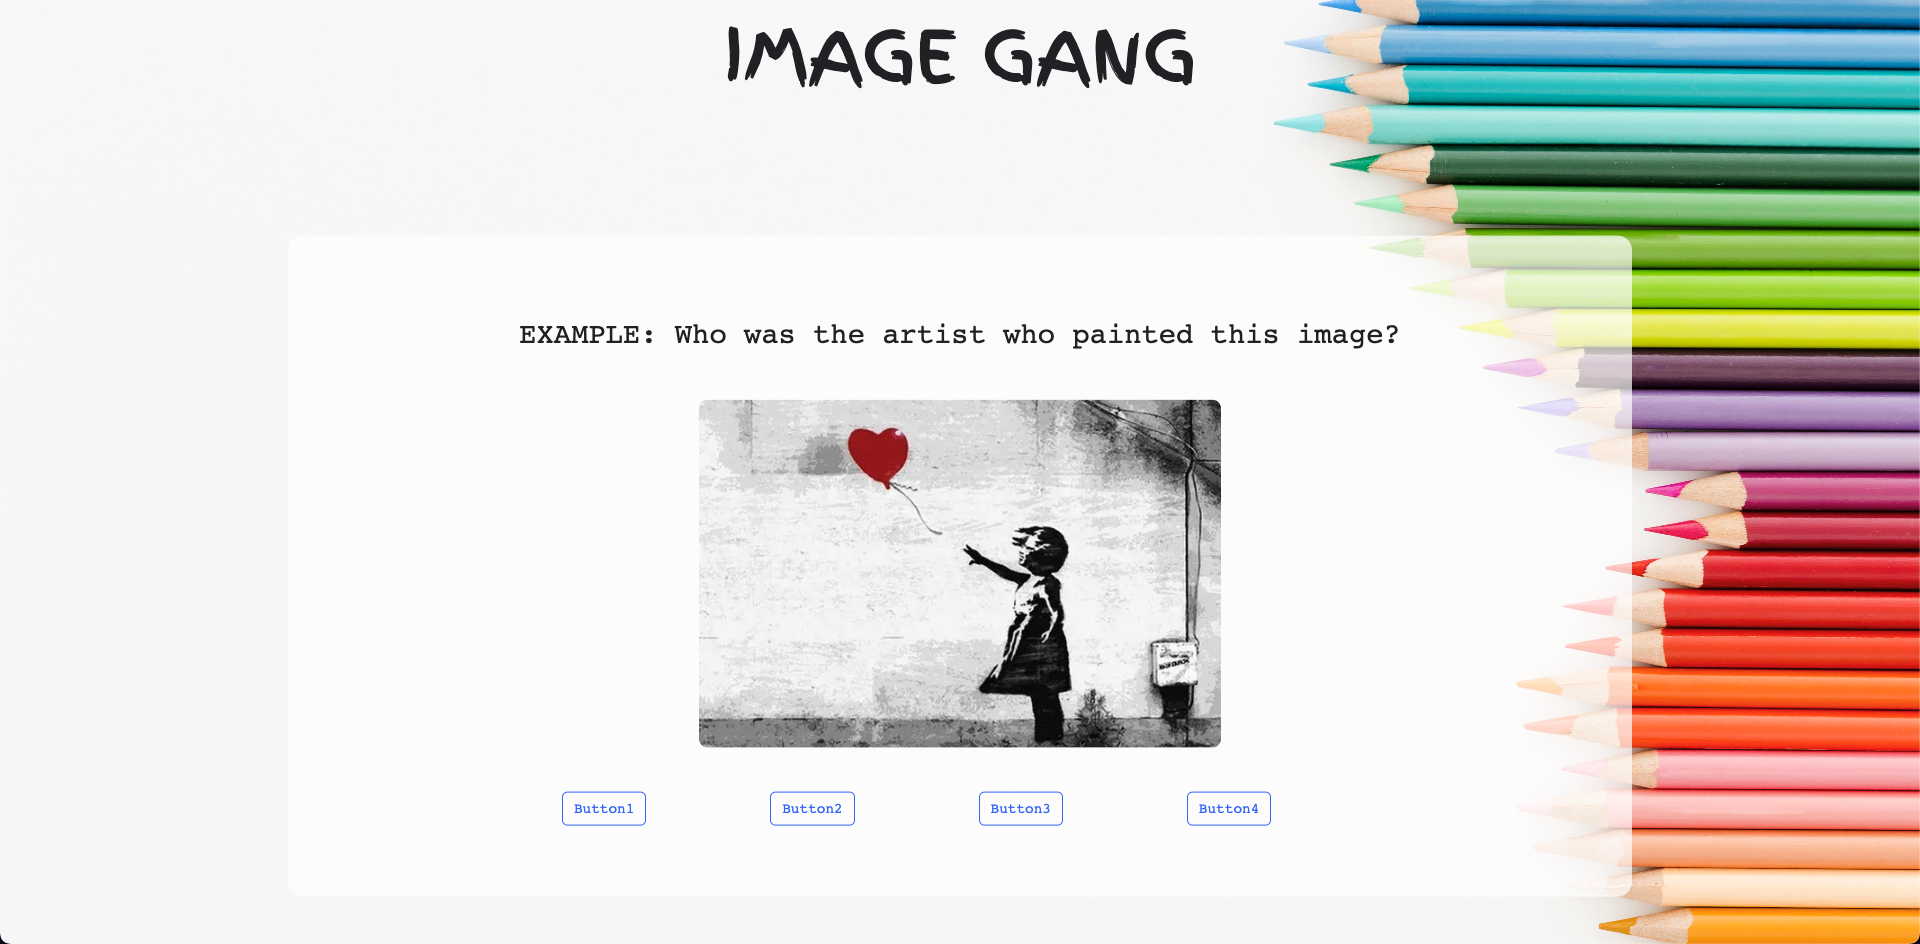 IMAGE GANG
EXAMPLE: Who was the artist who painted this image?
Button1
Button2
Button3
Button4